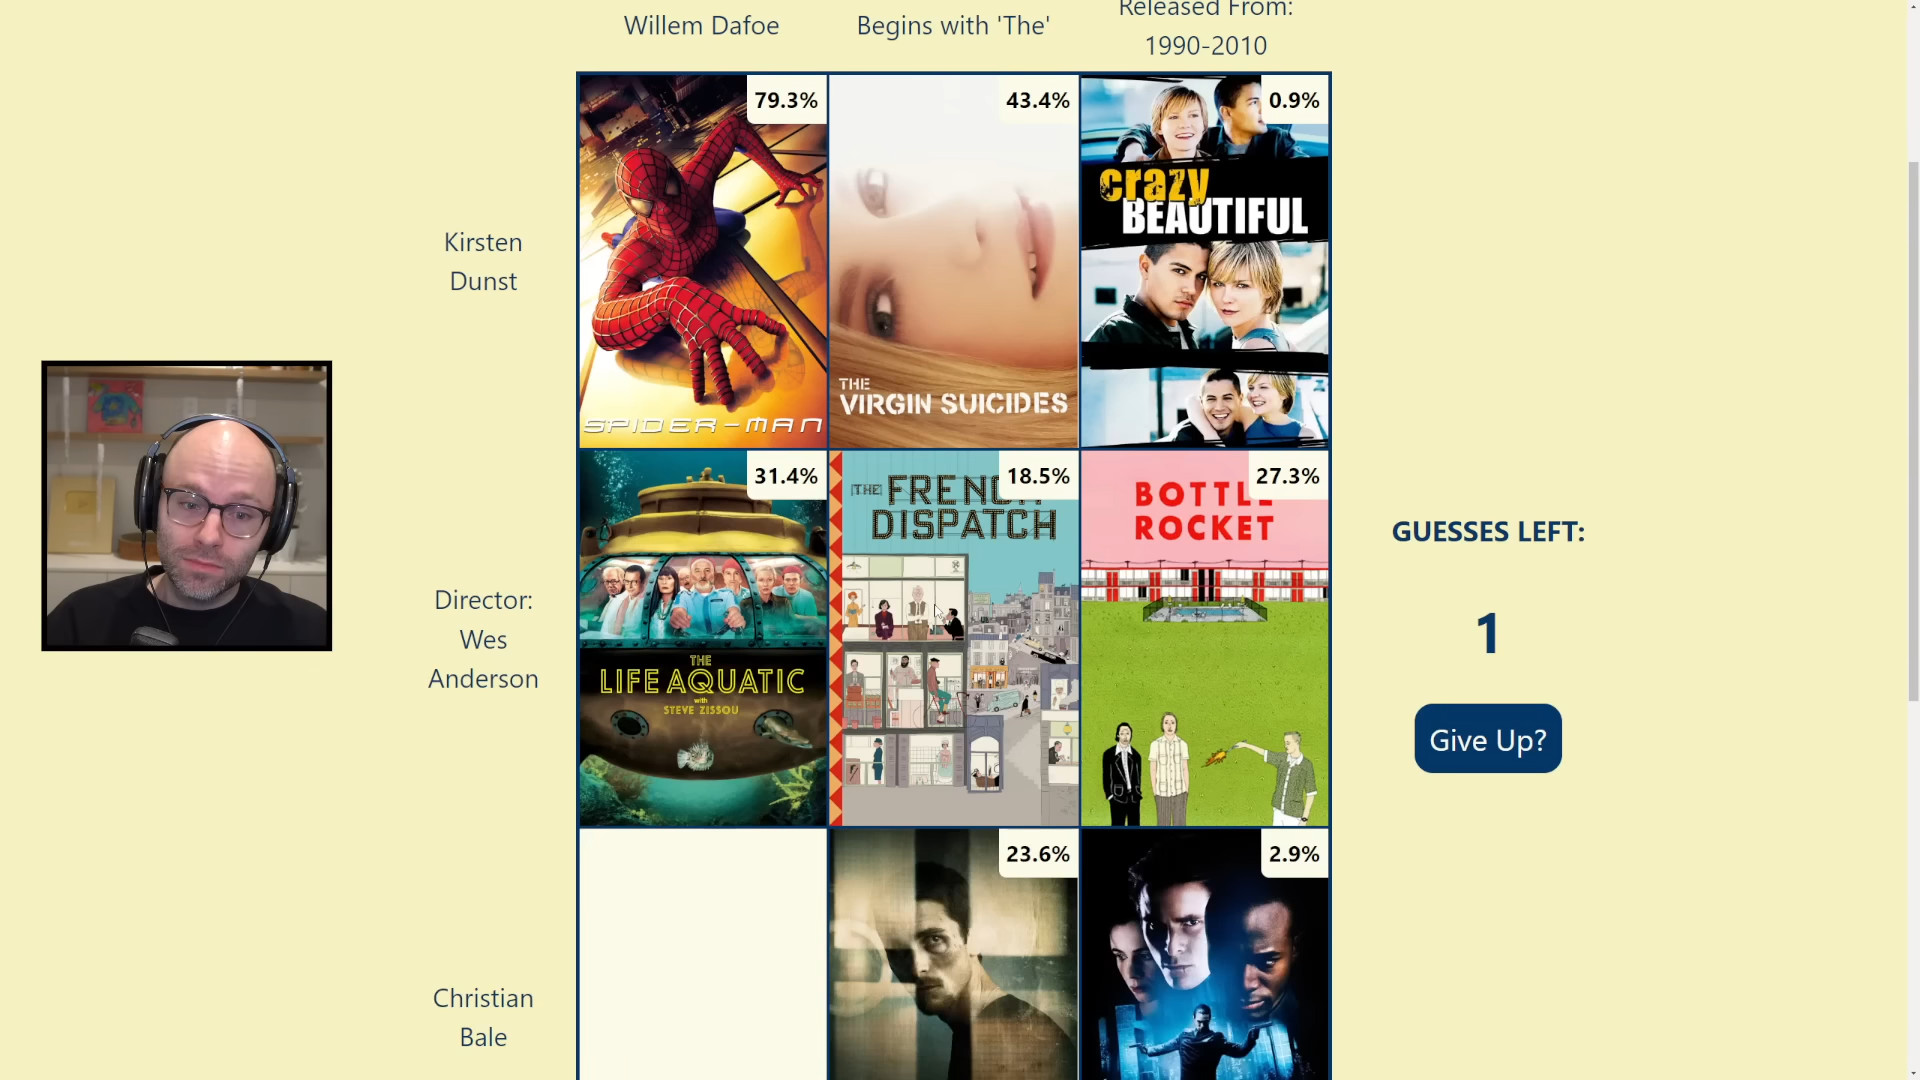 Willem Dafoe
Begins with 'The'
Released From:
1990-2010
79.3%
43.4%
0.9%
crazy
BEAUTIFUL
Kirsten
Dunst
THE
VIRGIN SUICIDES
SPIDER-MAN
31.4%
18.5%
27.3%
THE FRENCH
DISPATCH
BOTTLE
ROCKET
GUESSES LEFT:
1
Give Up?
Director:
Wes
Anderson
THE
LIFE AQUATIC
with
STEVE ZISSOU
23.6%
2.9%
Christian
Bale